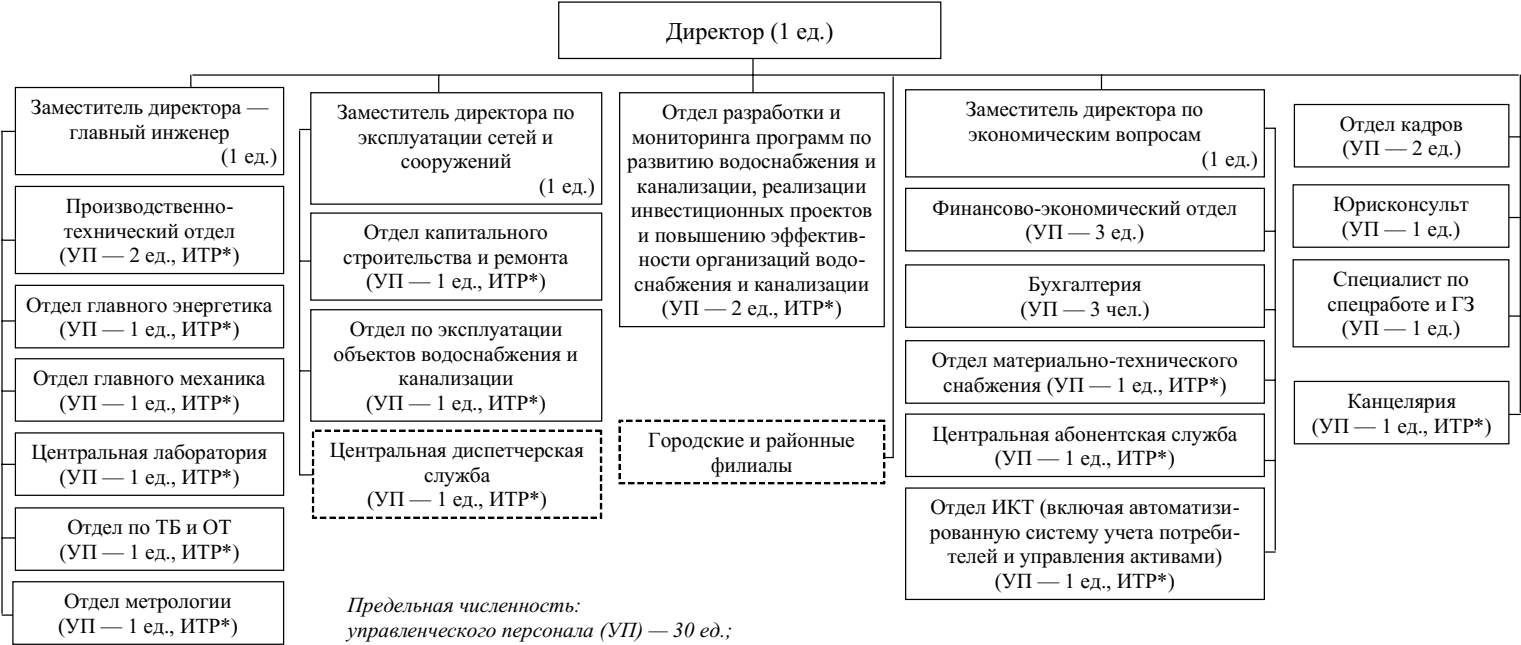 Директор (1 ед.)
Заместитель директора —
главный инженер
(1 ед.)
Производственно-
технический отдел
(УП — 2 ед., ИТР*)
Отдел главного энергетика
(УП — 1 ед., ИТР*)
Отдел главного механика
(УП — 1 ед., ИТР*)
Центральная лаборатория
(УП — 1 ед., ИТР*)
Отдел по ТБ и ОТ
(УП — 1 ед., ИТР*)
Отдел метрологии
(УП — 1 ед., ИТР*)
Заместитель директора по
эксплуатации сетей и
сооружений
(1 ед.)
Отдел капитального
строительства и ремонта
(УП — 1 ед., ИТР*)
Отдел по эксплуатации
объектов водоснабжения и
канализации
(УП — 1 ед., ИТР*)
Центральная диспетчерская
служба
(УП — 1 ед., ИТР*)
Отдел разработки и
мониторинга программ по
развитию водоснабжения и
канализации, реализации
инвестиционных проектов
и повышению эффектив-
ности организаций водо-
снабжения и канализации
(УП — 2 ед., ИТР*)
Городские и районные
филиалы
Заместитель директора по
экономическим вопросам
(1 ед.)
Финансово-экономический отдел
(УП — 3 ед.)
Бухгалтерия
(УП — 3 чел.)
Отдел материально-технического
снабжения (УП — 1 ед., ИТР*)
Центральная абонентская служба
(УП — 1 ед., ИТР*)
Отдел ИКТ (включая автоматизи-
рованную систему учета потреби-
телей и управления активами)
(УП — 1 ед., ИТР*)
Отдел кадров
(УП — 2 ед.)
Юрисконсульт
(УП — 1 ед.)
Специалист по
спецработе и ГЗ
(УП — 1 ед.)
Канцелярия
(УП — 1 ед., ИТР*)
Предельная численность:
управленческого персонала (УП) — 30 ед.;